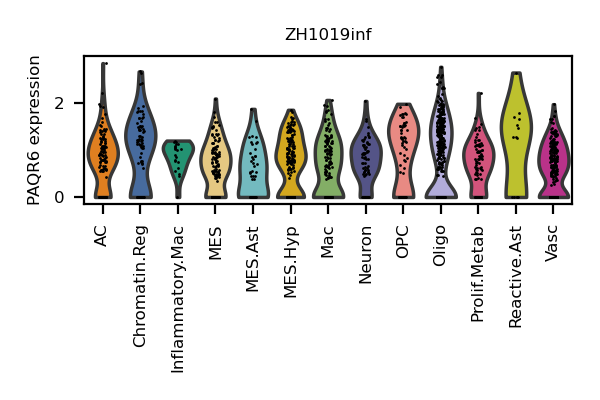 ZH1019inf
PAQR6 expression
2
0
AC
Chromatin.Reg
Inflammatory.Mac
MES
MES.Ast
MES.Hyp
Mac
Neuron
OPC
Oligo
Prolif.Metab
Reactive.Ast
Vasc